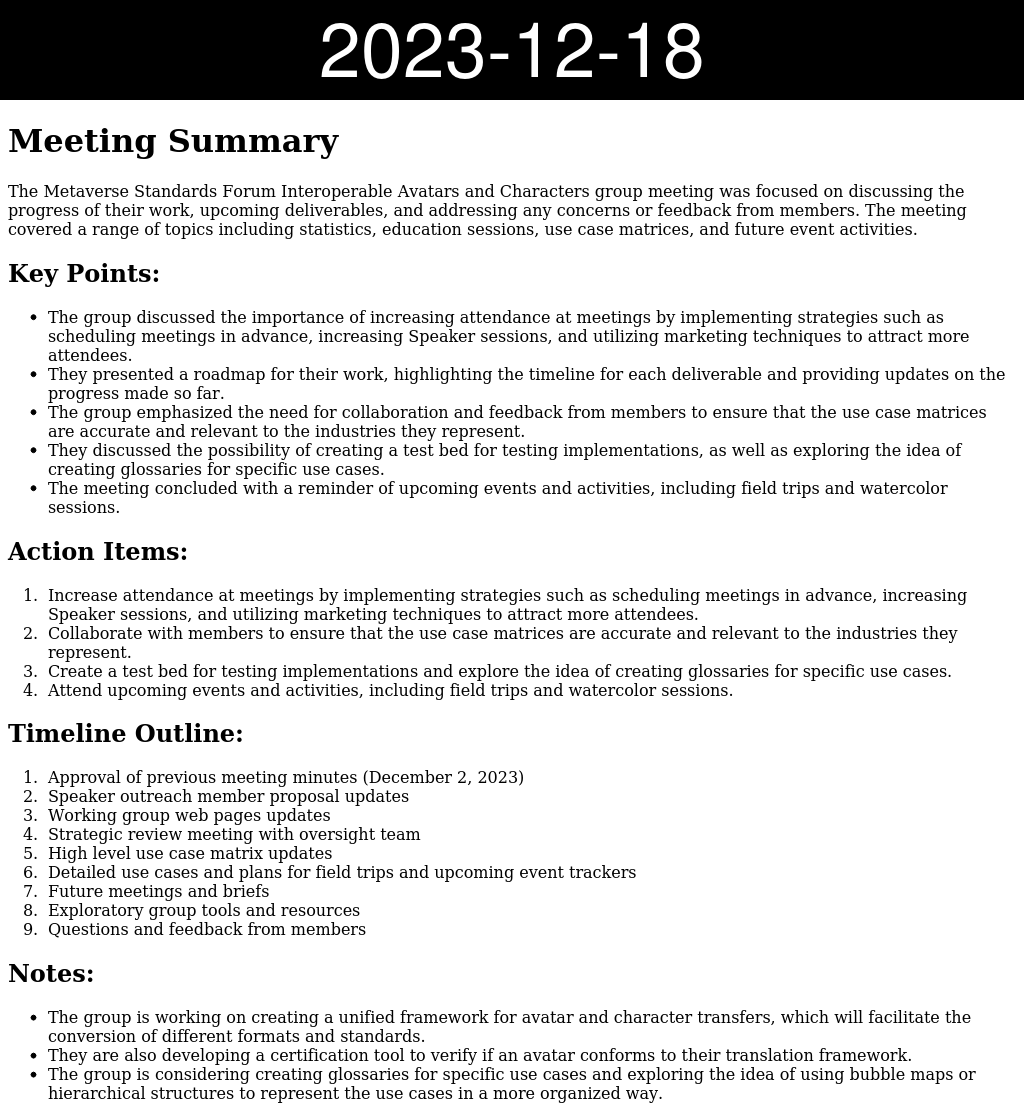 2023-12-18
Meeting Summary
The Metaverse Standards Forum Interoperable Avatars and Characters group meeting was focused on discussing the
progress of their work, upcoming deliverables, and addressing any concerns or feedback from members. The meeting
covered a range of topics including statistics, education sessions, use case matrices, and future event activities.
Key Points:
• The group discussed the importance of increasing attendance at meetings by implementing strategies such as
scheduling meetings in advance, increasing Speaker sessions, and utilizing marketing techniques to attract more
attendees.
• They presented a roadmap for their work, highlighting the timeline for each deliverable and providing updates on the
progress made so far.
• The group emphasized the need for collaboration and feedback from members to ensure that the use case matrices
are accurate and relevant to the industries they represent.
• They discussed the possibility of creating a test bed for testing implementations, as well as exploring the idea of
creating glossaries for specific use cases.
• The meeting concluded with a reminder of upcoming events and activities, including field trips and watercolor
sessions.
Action Items:
1. Increase attendance at meetings by implementing strategies such as scheduling meetings in advance, increasing
Speaker sessions, and utilizing marketing techniques to attract more attendees.
2. Collaborate with members to ensure that the use case matrices are accurate and relevant to the industries they
represent.
3. Create a test bed for testing implementations and explore the idea of creating glossaries for specific use cases.
4. Attend upcoming events and activities, including field trips and watercolor sessions.
Timeline Outline:
1. Approval of previous meeting minutes (December 2, 2023)
2. Speaker outreach member proposal updates
3. Working group web pages updates
4. Strategic review meeting with oversight team
5. High level use case matrix updates
6. Detailed use cases and plans for field trips and upcoming event trackers
7. Future meetings and briefs
8. Exploratory group tools and resources
9. Questions and feedback from members
Notes:
• The group is working on creating a unified framework for avatar and character transfers, which will facilitate the
conversion of different formats and standards.
• They are also developing a certification tool to verify if an avatar conforms to their translation framework.
• The group is considering creating glossaries for specific use cases and exploring the idea of using bubble maps or
hierarchical structures to represent the use cases in a more organized way.